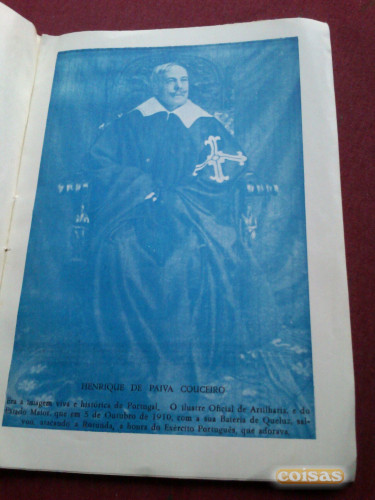 HENRIQUE DE PAIVA COUCEIRO
Era a imagem viva e histórica de Portugal. O ilustre Oficial de Artilharia, e do
Estado Maior, que em 5 de Outubro de 1910, com a sua Bateria de Queluz, sal-
vou, atacando a Rotunda, a honra do Exército Português, que adorava.
coisas